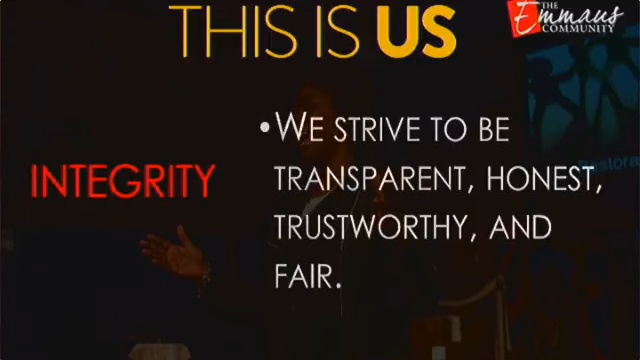 THIS IS US
THE
Emmaus
COMMUNITY
INTEGRITY
•WE STRIVE TO BE
TRANSPARENT, HONEST,
TRUSTWORTHY, AND
FAIR.